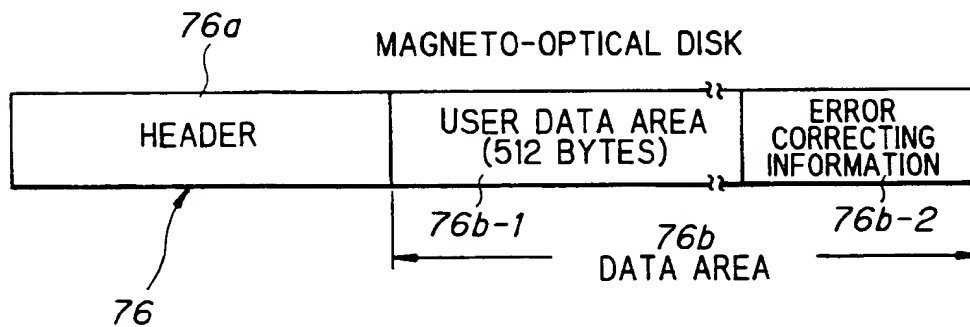 76a
MAGNETO-OPTICAL DISK
HEADER
USER DATA AREA
(512 BYTES)
ERROR
CORRECTING
INFORMATION
76b-1
76b
76b-2
DATA AREA
76